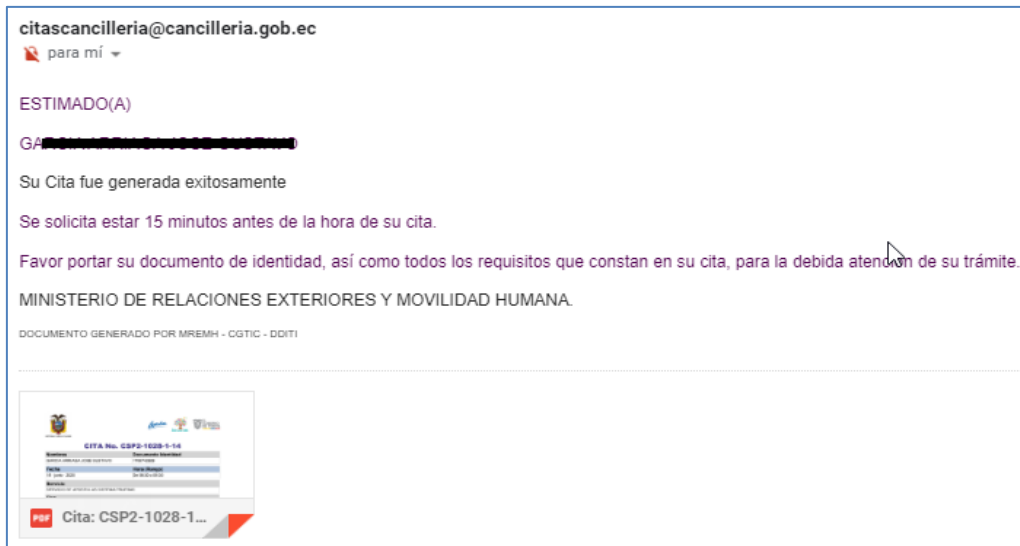 citascancilleria@cancilleria.gob.ec
para mí
ESTIMADO(A)
GA
Su Cita fue generada exitosamente
Se solicita estar 15 minutos antes de la hora de su cita.
Favor portar su documento de identidad, así como todos los requisitos que constan en su cita, para la debida atención de su trámite.
MINISTERIO DE RELACIONES EXTERIORES Y MOVILIDAD HUMANA.
DOCUMENTO GENERADO POR MREMH - CGTIC - DDITI
CITA No. CSP2-1028-1-14
PDF Cita: CSP2-1028-1...